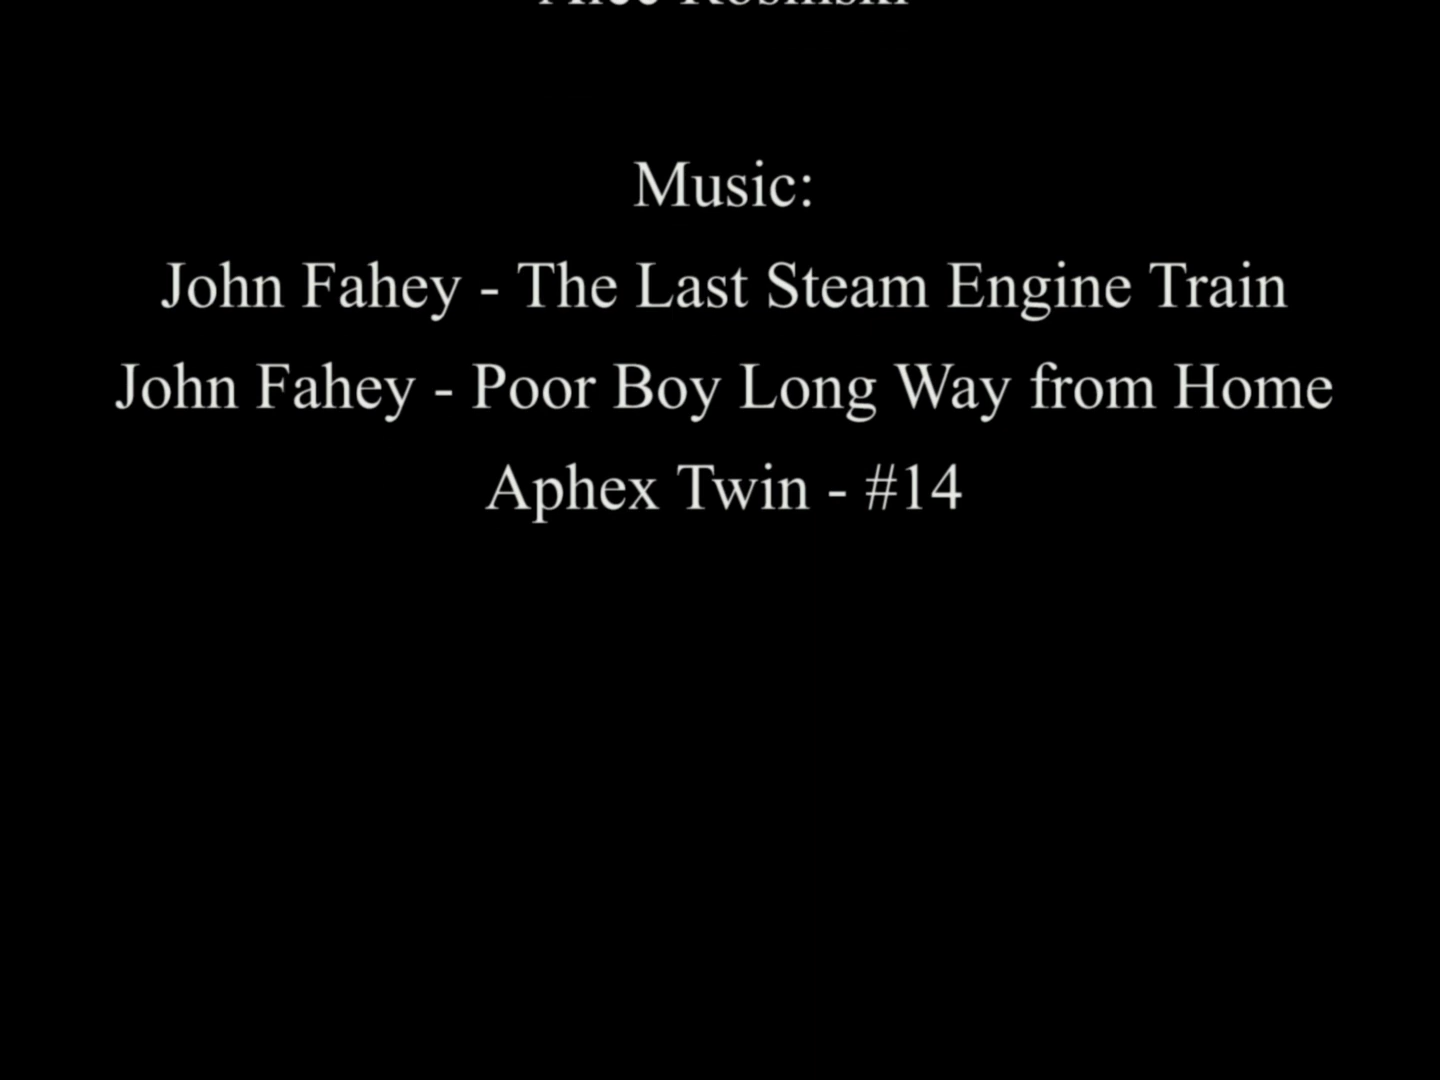 Music:
John Fahey - The Last Steam Engine Train
John Fahey - Poor Boy Long Way from Home
Aphex Twin - #14